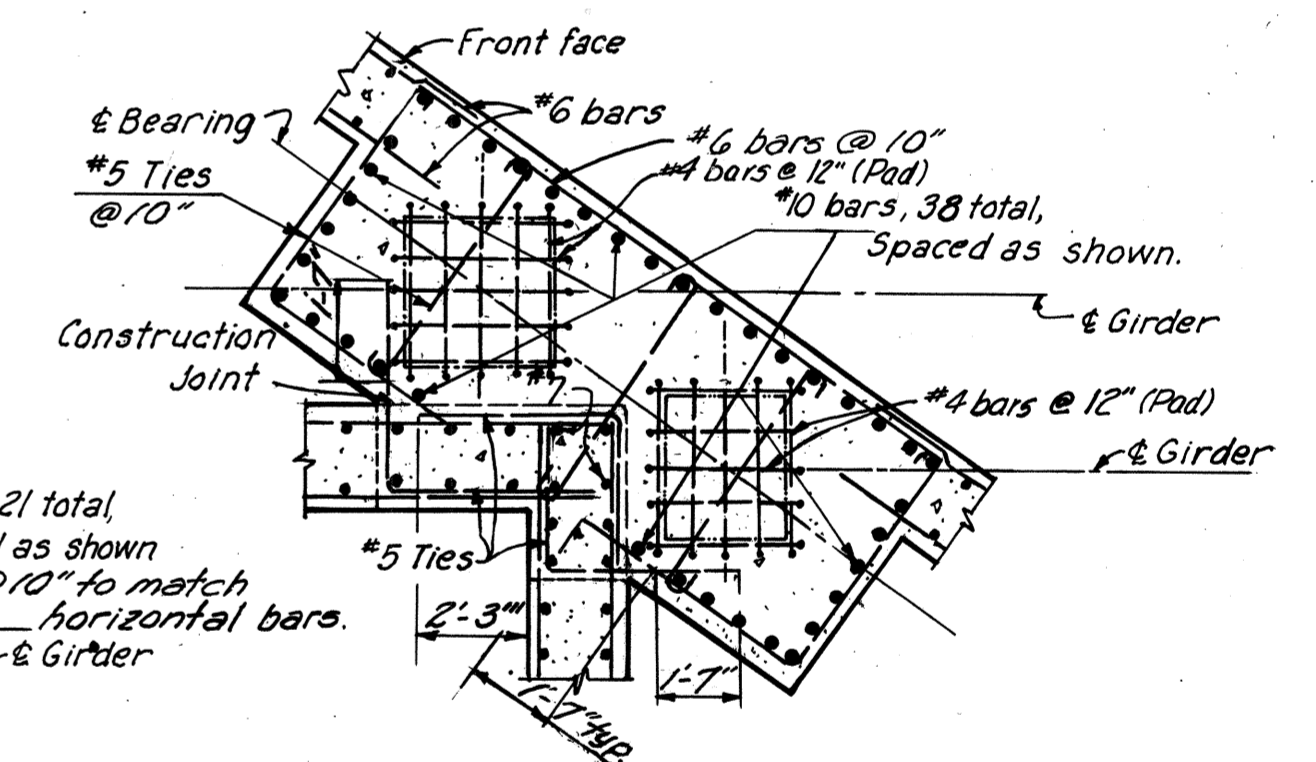 Front face
℄ Bearing
#6 bars
#5 Ties
@ 10"
#6 bars @ 10"
#4 bars @ 12" (Pad)
#10 bars, 38 total,
Spaced as shown.
℄ Girder
Construction
Joint
#7
#4 bars @ 12" (Pad)
℄ Girder
21 total,
as shown
10" to match
horizontal bars.
℄ Girder
#5 Ties
2'-3"
1'-7"
1'-7" typ.